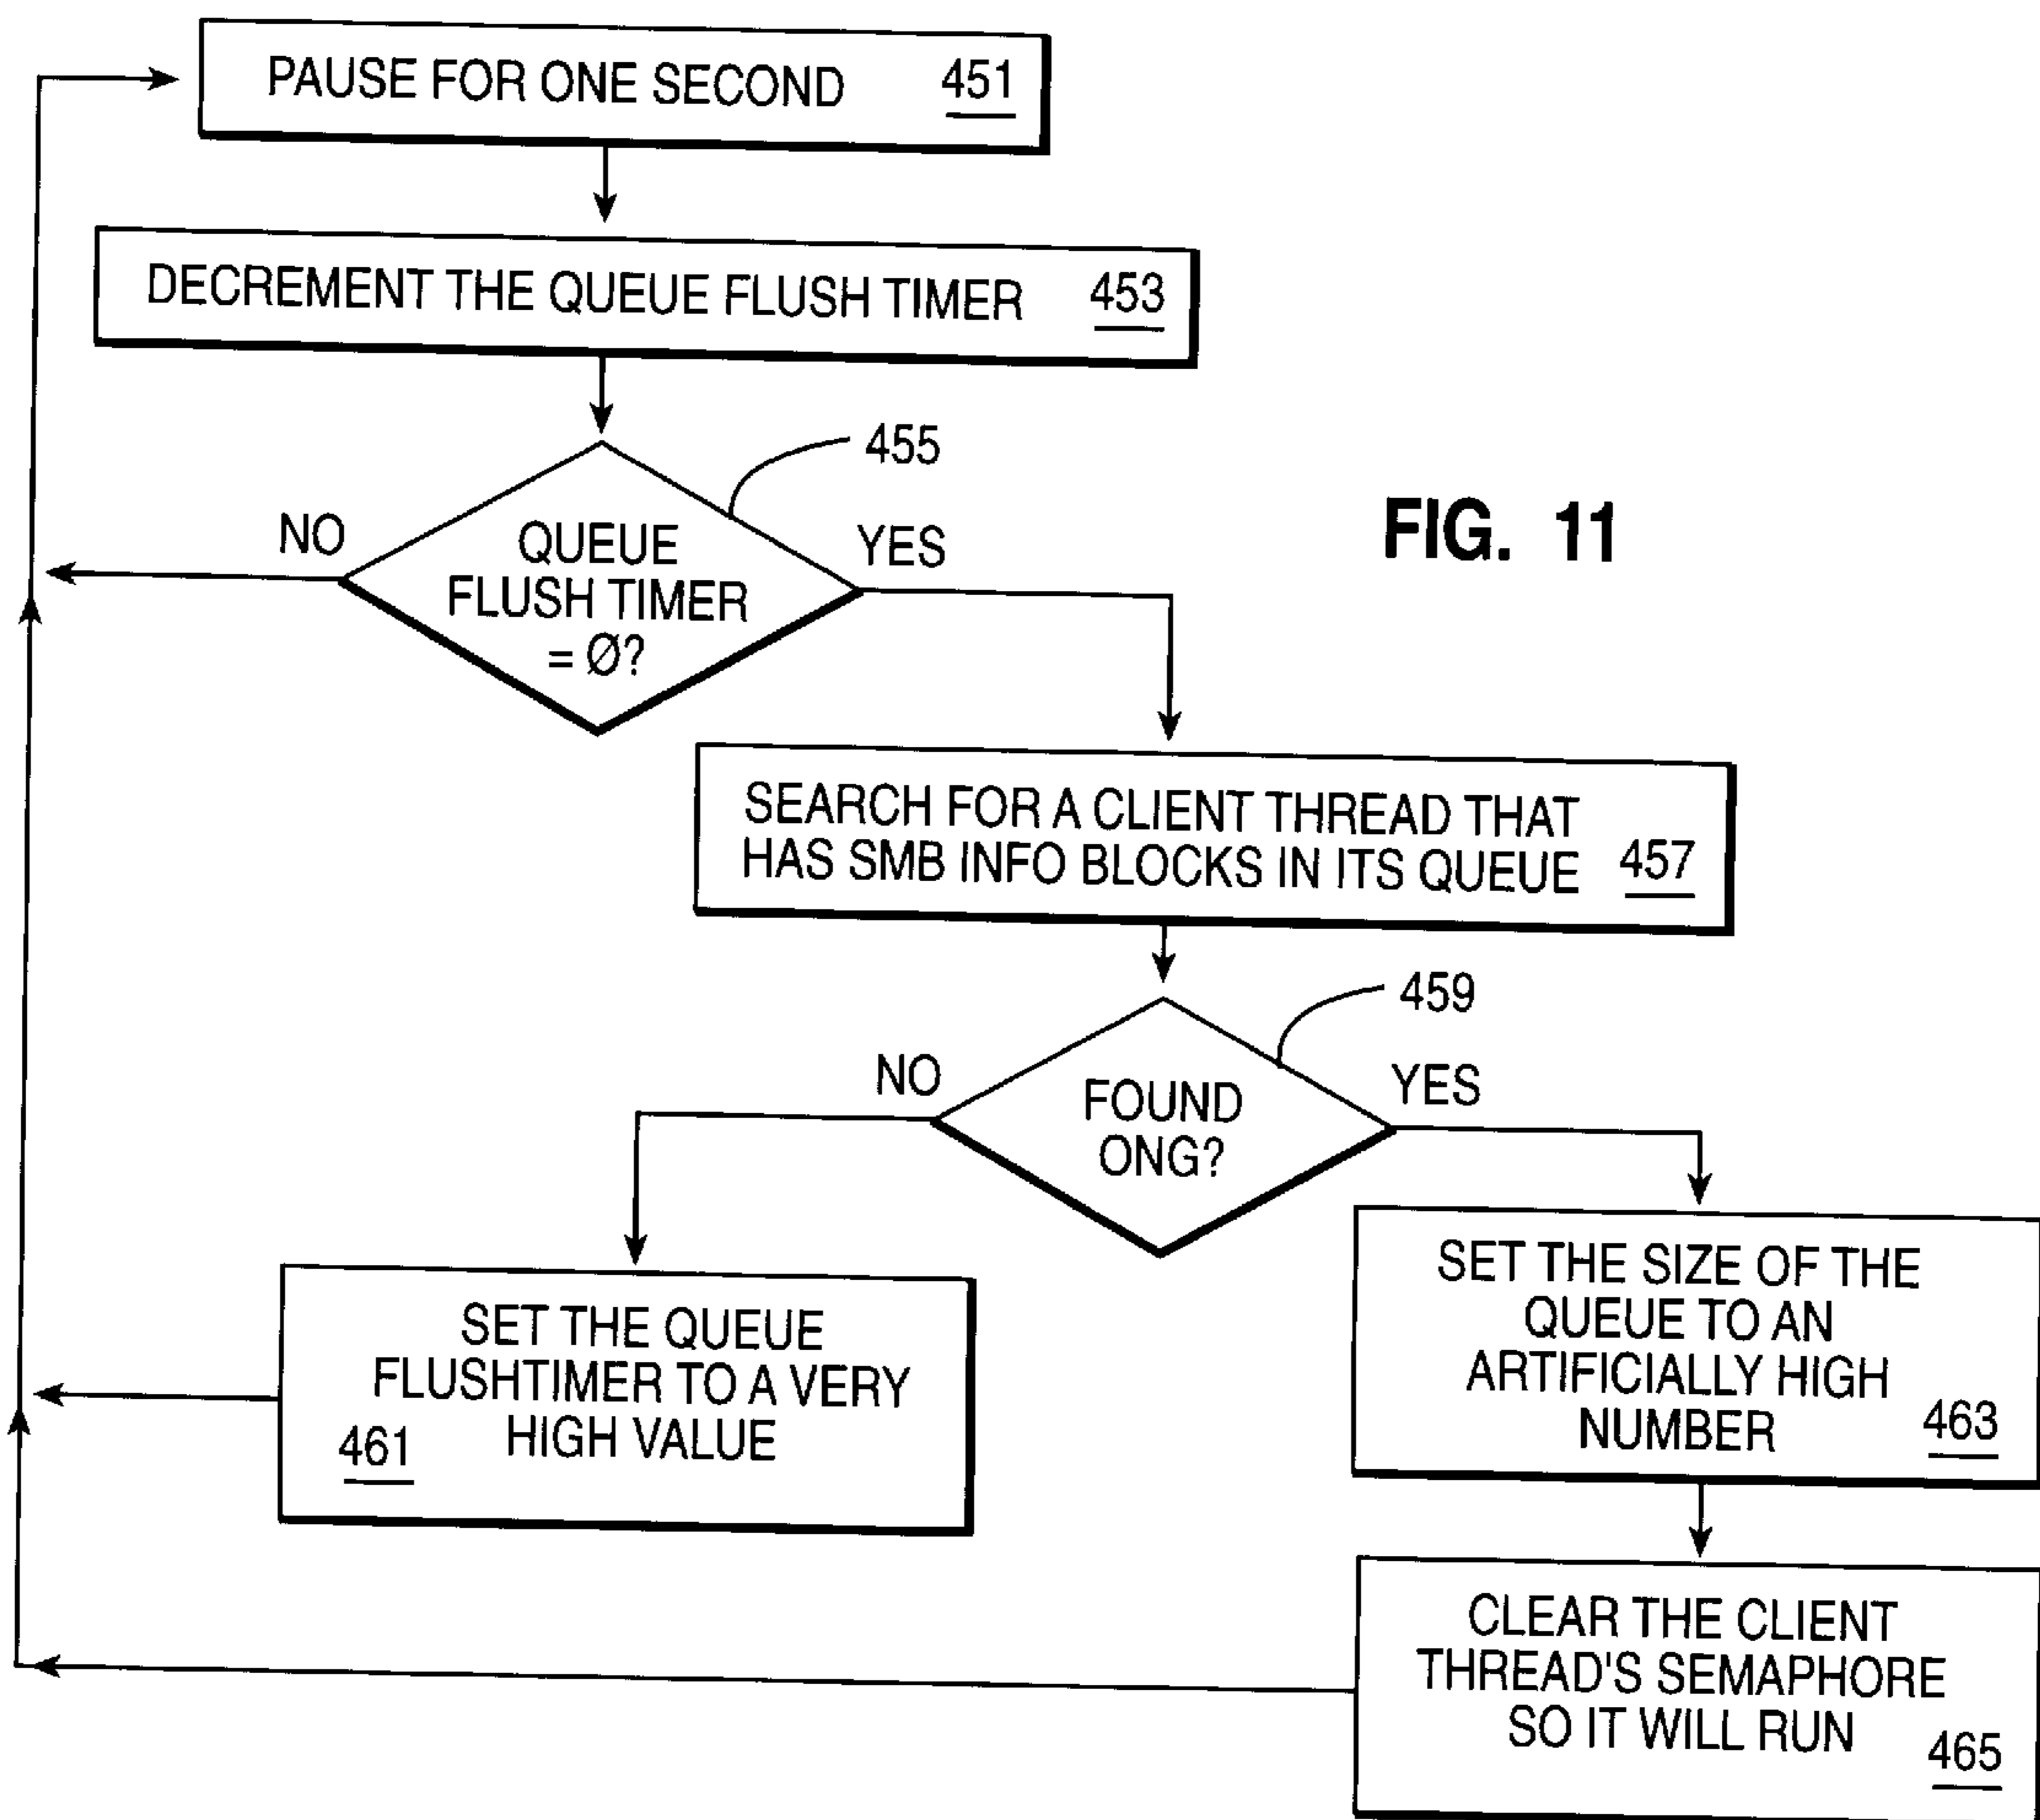 PAUSE FOR ONE SECOND 451
DECREMENT THE QUEUE FLUSH TIMER 453
455
NO
QUEUE
FLUSH TIMER
= Ø?
YES
FIG. 11
SEARCH FOR A CLIENT THREAD THAT
HAS SMB INFO BLOCKS IN ITS QUEUE 457
459
NO
FOUND
ONG?
YES
SET THE QUEUE
FLUSHTIMER TO A VERY
HIGH VALUE
461
SET THE SIZE OF THE
QUEUE TO AN
ARTIFICIALLY HIGH
NUMBER 463
CLEAR THE CLIENT
THREAD'S SEMAPHORE
SO IT WILL RUN
465